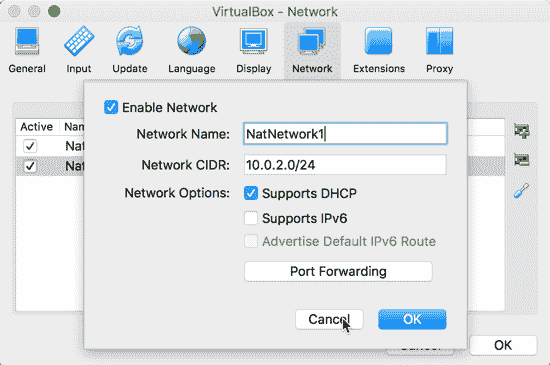 VirtualBox - Network
General Input Update Language Display Network Extensions Proxy
Enable Network
Network Name: NatNetwork1
Network CIDR: 10.0.2.0/24
Network Options: Supports DHCP
Supports IPv6
Advertise Default IPv6 Route
Port Forwarding
Active Na
Nat
Nat
Cancel OK
Cancel OK